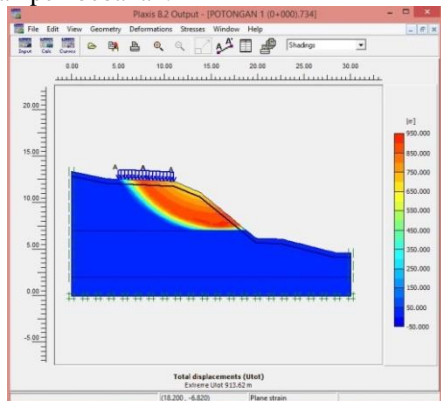 Plaxis 8.2 Output - [POTONGAN 1 (0+000).734]
File Edit View Geometry Deformations Stresses Window Help
Input Calc Curves Shadings
0.00 5.00 10.00 15.00 20.00 25.00 30.00
20.00
15.00
10.00
5.00
0.00
-5.00
A A A
[m]
950.000
850.000
750.000
650.000
550.000
450.000
350.000
250.000
150.000
50.000
-50.000
Total displacements (Utot)
Extreme Utot 913.62 m
(18.200, -6.820) Plane strain